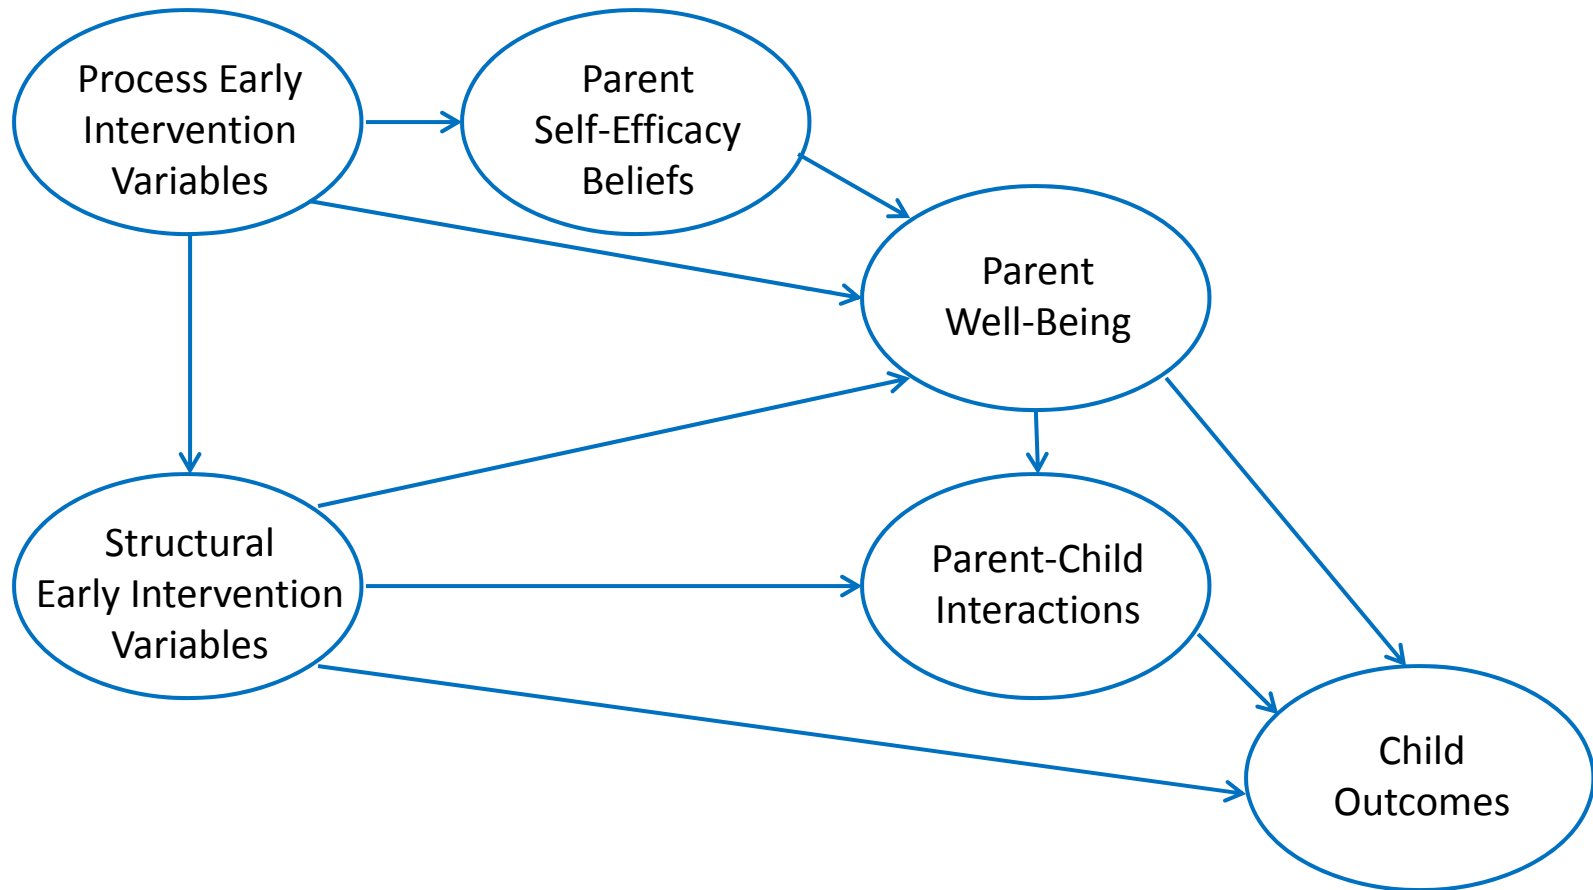 Process Early
Intervention
Variables
Parent
Self-Efficacy
Beliefs
Parent
Well-Being
Structural
Early Intervention
Variables
Parent-Child
Interactions
Child
Outcomes